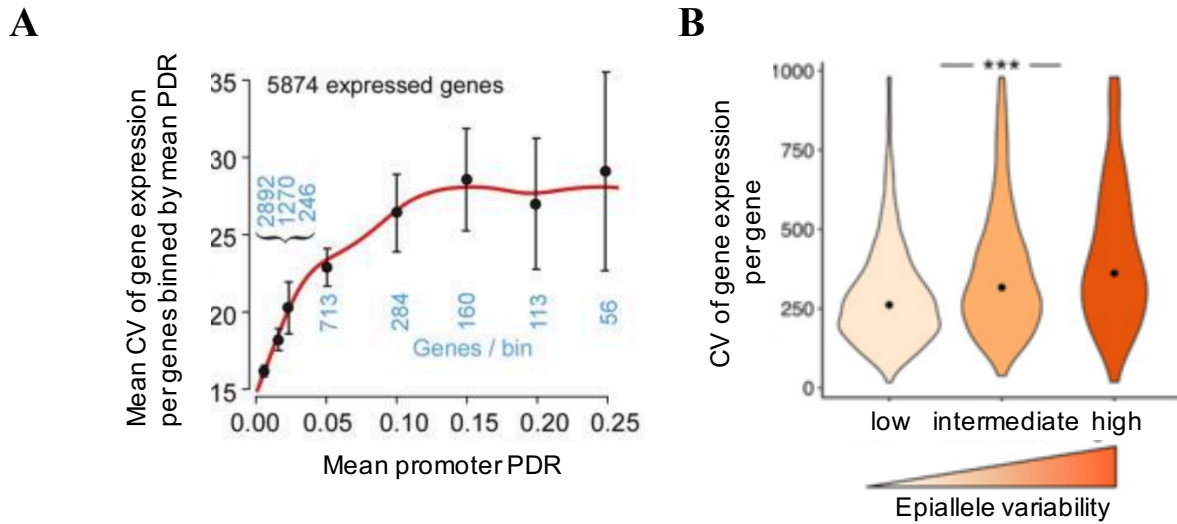 A
Mean CV of gene expression
per genes binned by mean PDR
5874 expressed genes
35
30
25
20
15
2892
1270
246
713
284
160
113
56
Genes / bin
0.00 0.05 0.10 0.15 0.20 0.25
Mean promoter PDR
B
CV of gene expression
per gene
***
1000
750
500
250
0
low intermediate high
Epiallele variability